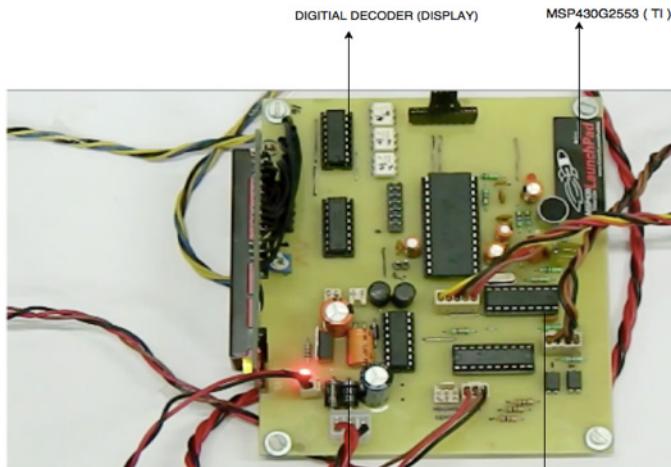 DIGITIAL DECODER (DISPLAY)
MSP430G2553 ( TI )
LaunchPad